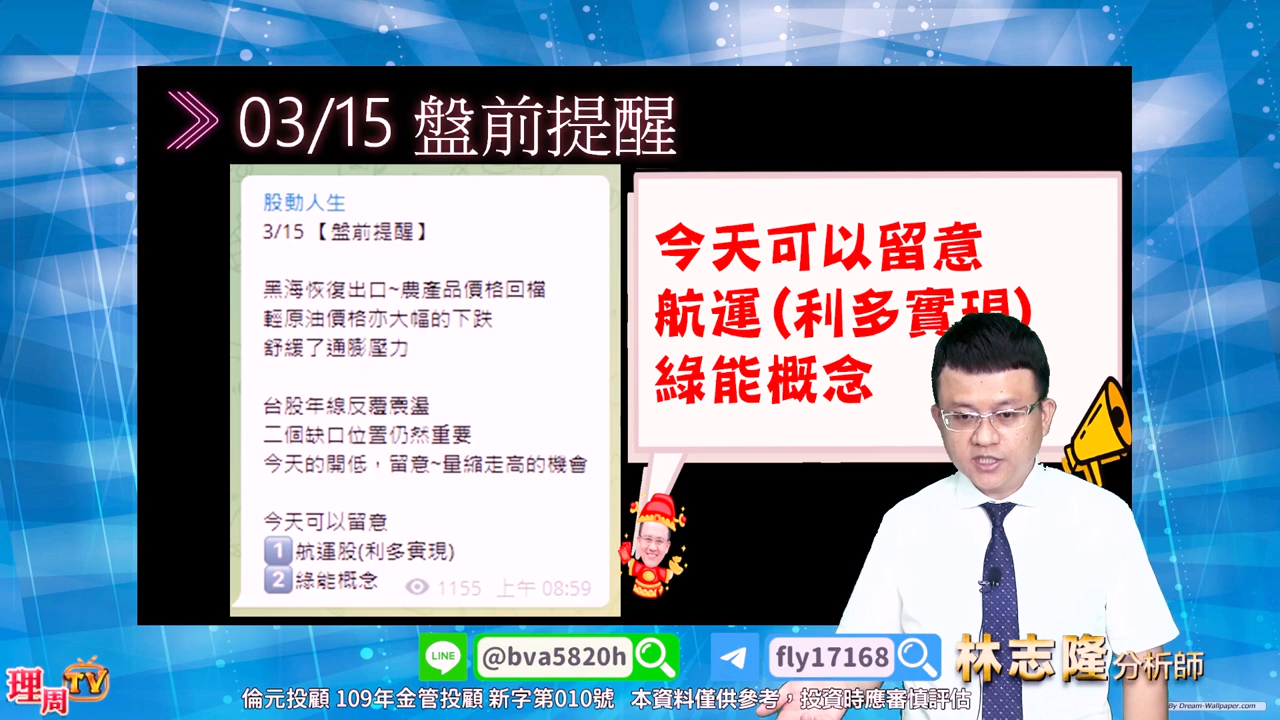 03/15 盤前提醒
股動人生
3/15【盤前提醒】
黑海恢復出口~農產品價格回檔
輕原油價格亦大幅的下跌
舒緩了通膨壓力
台股年線反覆震盪
二個缺口位置仍然重要
今天的開低，留意~量縮走高的機會
今天可以留意
1 航運股(利多實現)
2 綠能概念
1155 上午 08:59
今天可以留意
航運(利多實現)
綠能概念
LINE @bva5820h
fly17168
林志隆分析師
理周TV
倫元投顧 109年金管投顧 新字第010號 本資料僅供參考，投資時應審慎評估
By Dream-Wallpaper.com